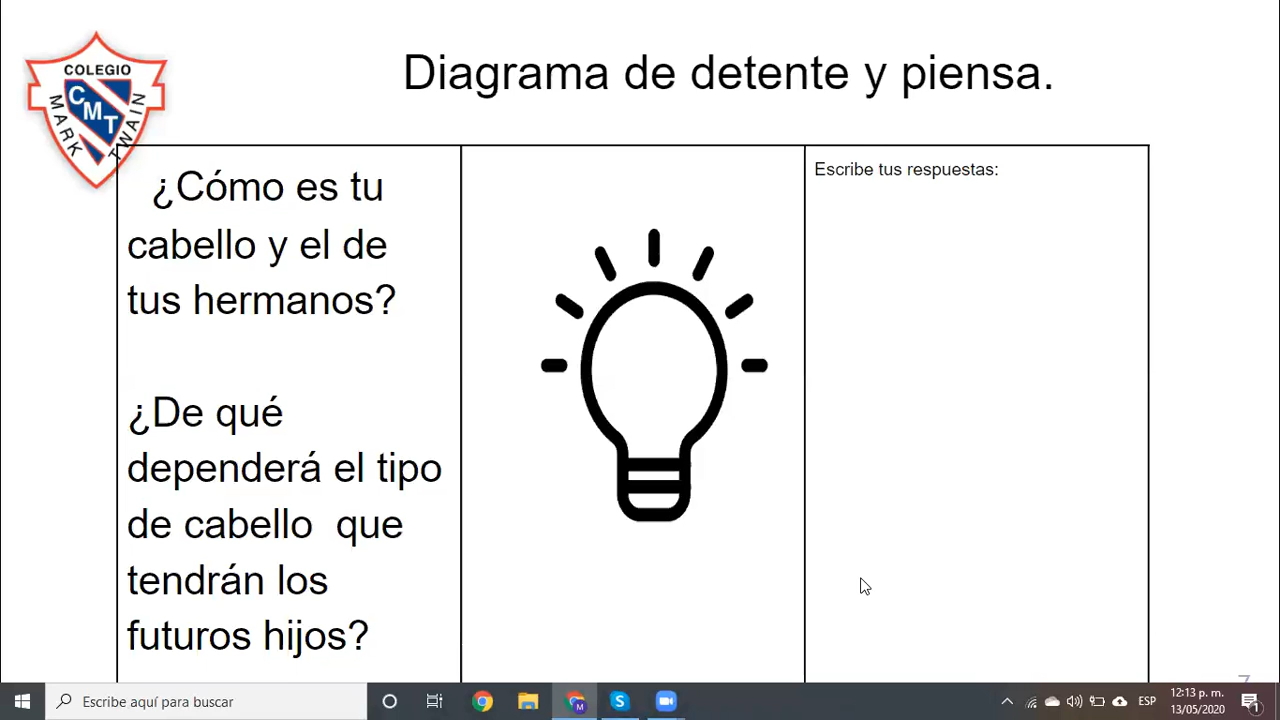 COLEGIO
CMT
MARK TWAIN
Diagrama de detente y piensa.
¿Cómo es tu
cabello y el de
tus hermanos?
¿De qué
dependerá el tipo
de cabello que
tendrán los
futuros hijos?
Escribe tus respuestas:
Escribe aquí para buscar
M
S
ESP
12:13 p. m.
13/05/2020
1